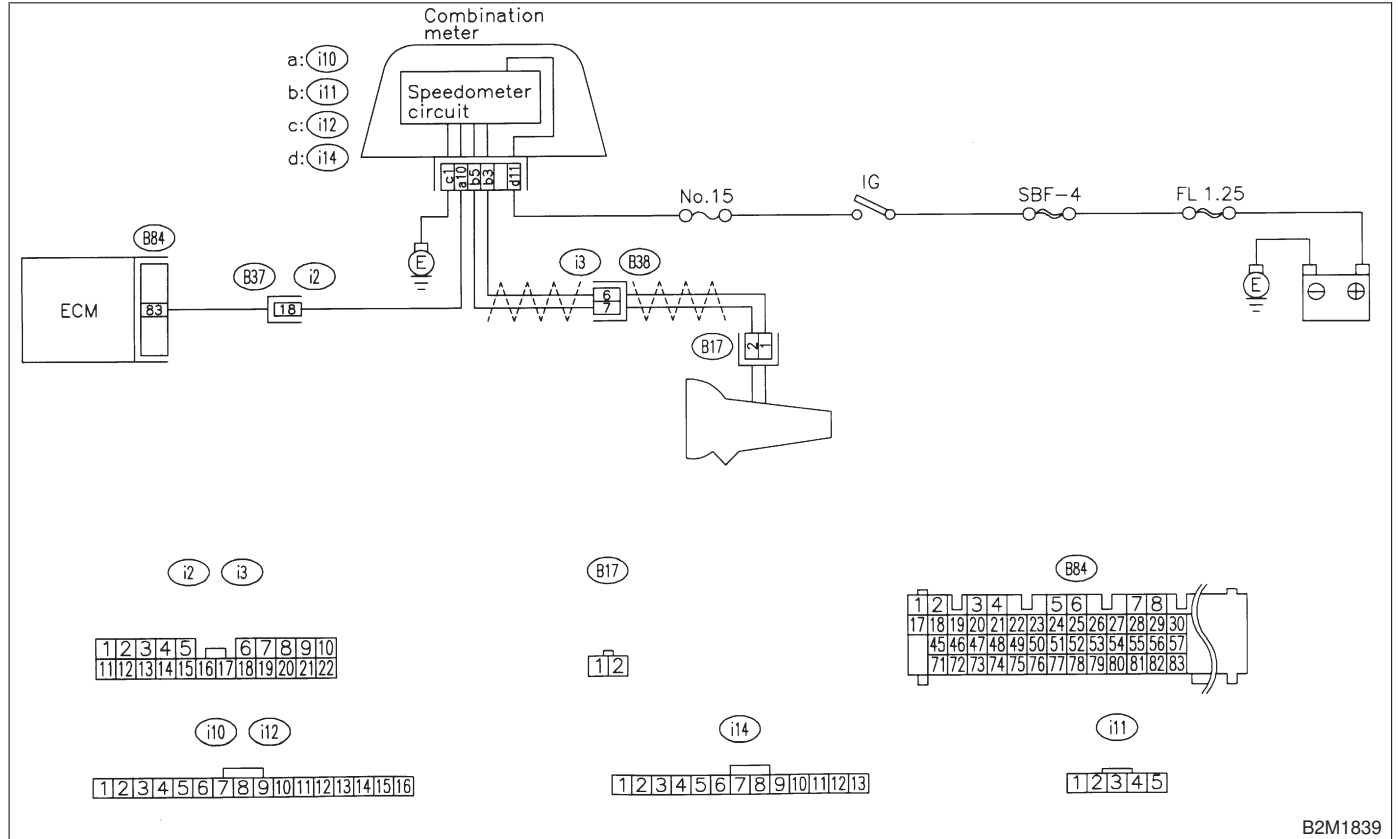 Combination
meter
a: i10
b: i11
c: i12
d: i14
Speedometer
circuit
c1 a10 b5 b3 d11
No.15
IG
SBF-4
FL 1.25
E
E
⊖ ⊕
B84
ECM
83
B37 i2
18
i3 B38
6
7
B17
2 1
i2 i3
1 2 3 4 5 6 7 8 9 10
11 12 13 14 15 16 17 18 19 20 21 22
B17
1 2
B84
1 2 3 4 5 6 7 8
17 18 19 20 21 22 23 24 25 26 27 28 29 30
45 46 47 48 49 50 51 52 53 54 55 56 57
71 72 73 74 75 76 77 78 79 80 81 82 83
i10 i12
1 2 3 4 5 6 7 8 9 10 11 12 13 14 15 16
i14
1 2 3 4 5 6 7 8 9 10 11 12 13
i11
1 2 3 4 5
B2M1839